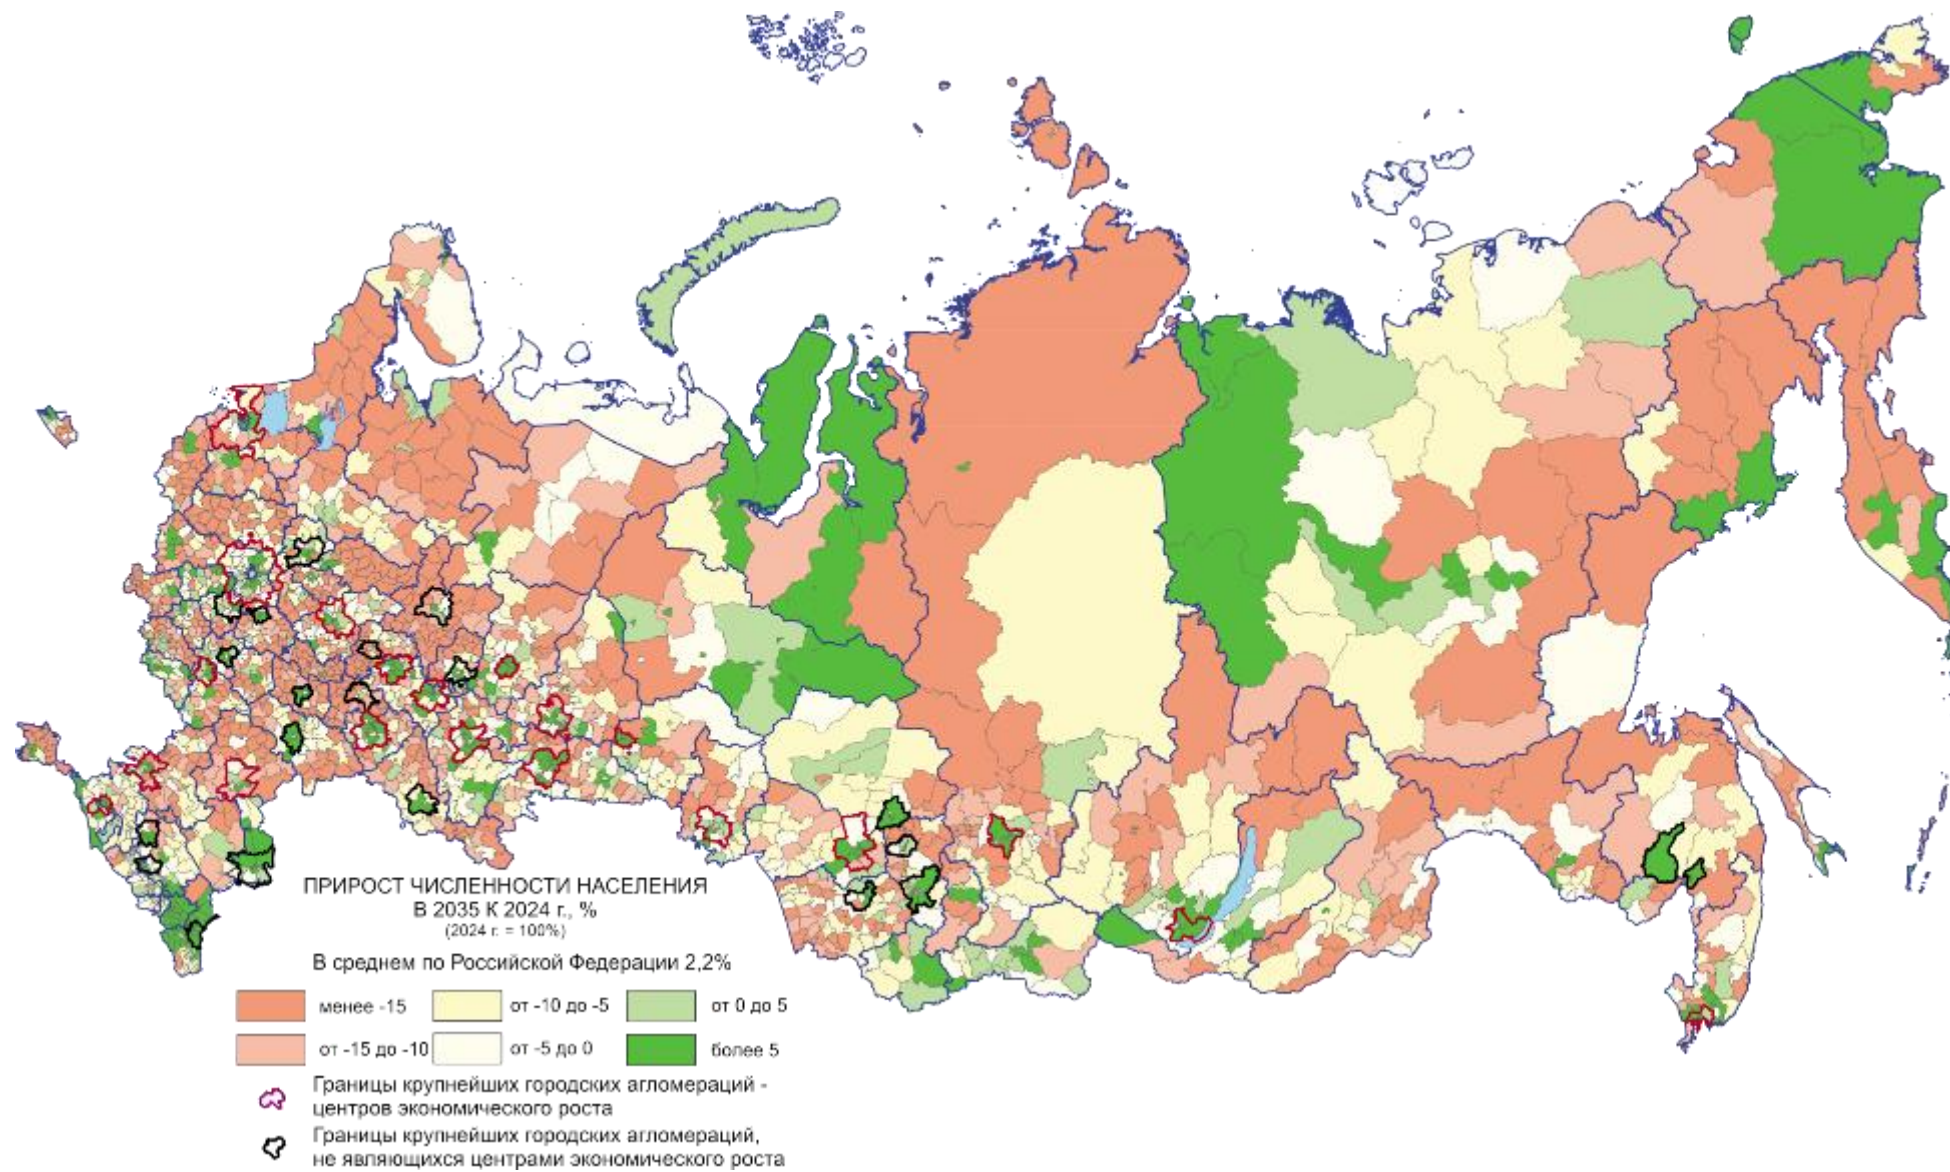 ПРИРОСТ ЧИСЛЕННОСТИ НАСЕЛЕНИЯ
В 2035 К 2024 г., %
(2024 г. = 100%)
В среднем по Российской Федерации 2,2%
менее -15
от -10 до -5
от 0 до 5
от -15 до -10
от -5 до 0
более 5
Границы крупнейших городских агломераций -
центров экономического роста
Границы крупнейших городских агломераций,
не являющихся центрами экономического роста